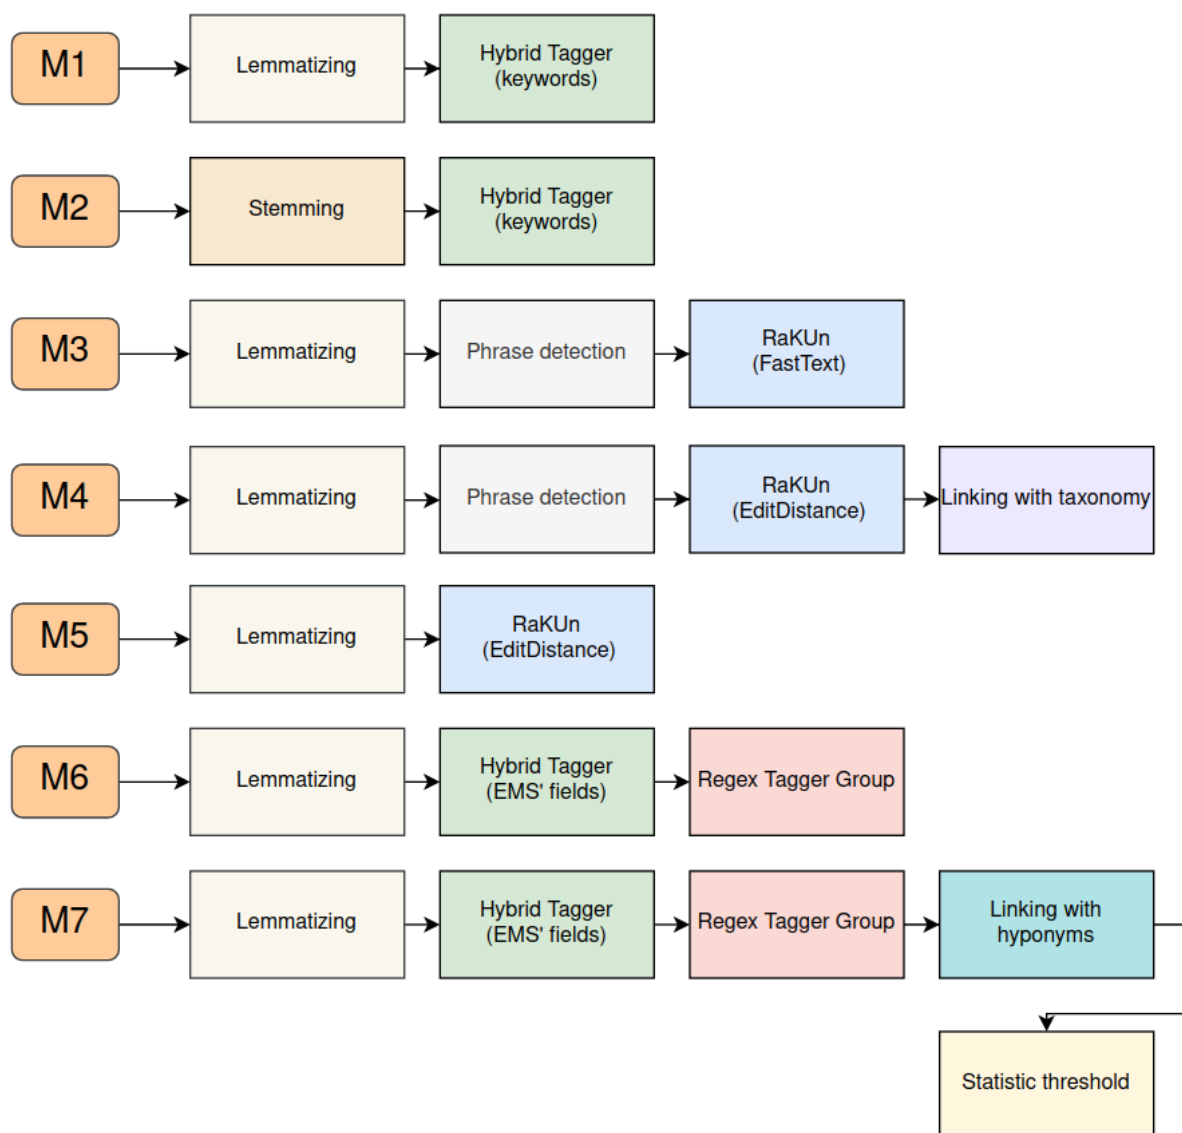 M1
Lemmatizing
Hybrid Tagger
(keywords)
M2
Stemming
Hybrid Tagger
(keywords)
M3
Lemmatizing
Phrase detection
RaKUn
(FastText)
M4
Lemmatizing
Phrase detection
RaKUn
(EditDistance)
Linking with taxonomy
M5
Lemmatizing
RaKUn
(EditDistance)
M6
Lemmatizing
Hybrid Tagger
(EMS' fields)
Regex Tagger Group
M7
Lemmatizing
Hybrid Tagger
(EMS' fields)
Regex Tagger Group
Linking with
hyponyms
Statistic threshold